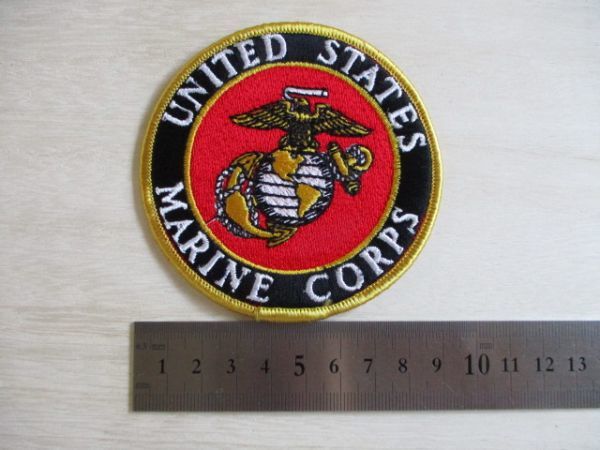 UNITED STATES
MARINE CORPS
1 2 3 4 5 6 7 8 9 10 11 12 13